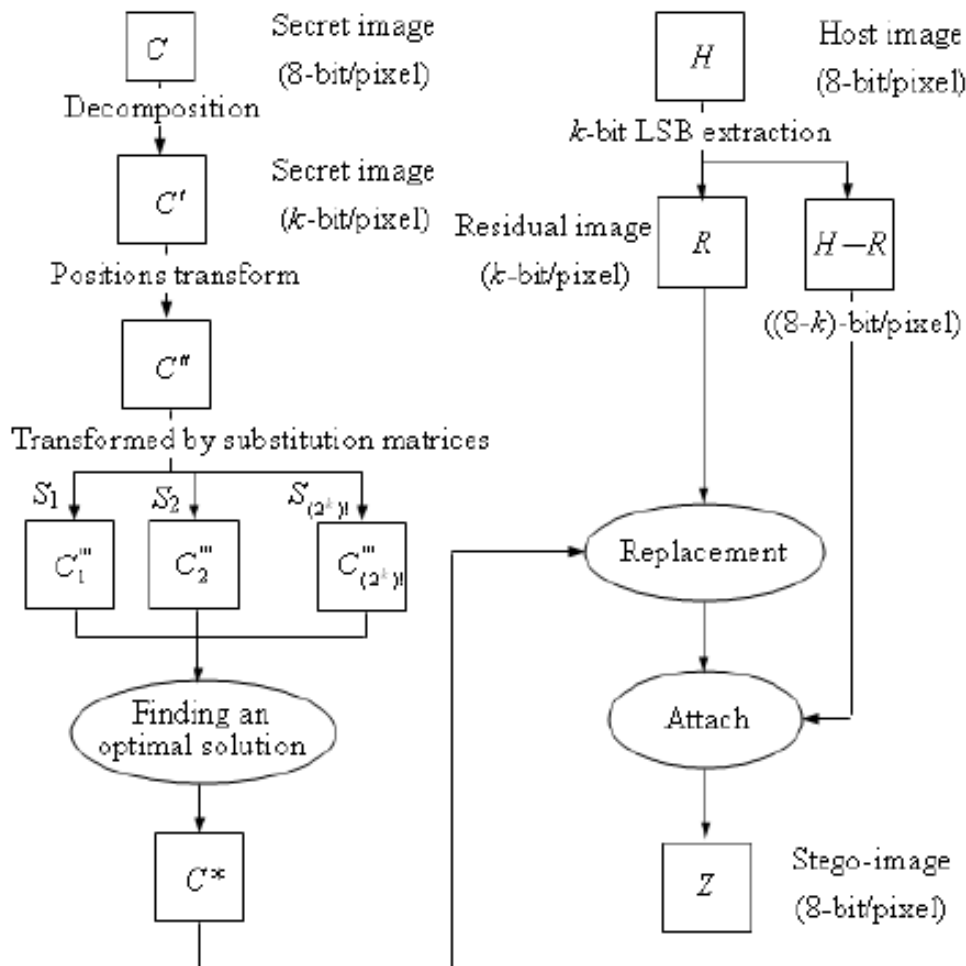 C
Secret image
(8-bit/pixel)
Decomposition
C'
Secret image
(k-bit/pixel)
Positions transform
C"
Transformed by substitution matrices
S1
S2
S(2^k)!
C1'''
C2'''
C(2^k)!'''
Finding an
optimal solution
C*
H
Host image
(8-bit/pixel)
k-bit LSB extraction
Residual image
(k-bit/pixel)
R
H−R
((8-k)-bit/pixel)
Replacement
Attach
Z
Stego-image
(8-bit/pixel)